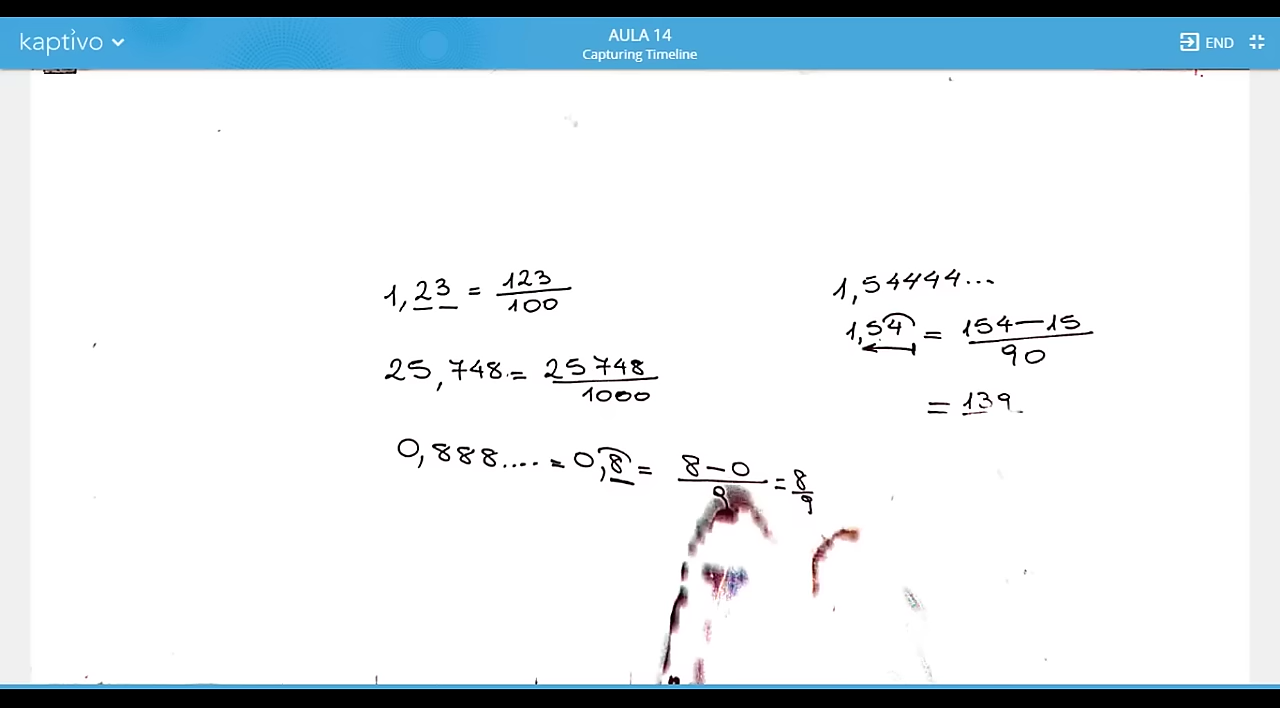 kaptivo
AULA 14
Capturing Timeline
END
1,23 = 123/100
25,748 = 25748/1000
0,888.... = 0,8 = 8-0/9 = 8/9
1,54444...
1,54 = 154-15/90
= 139